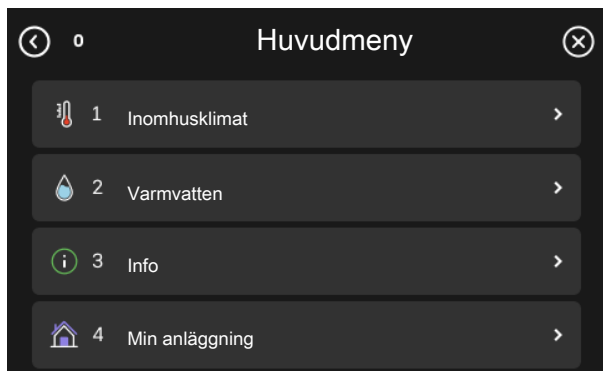 0 Huvudmeny
1 Inomhusklimat
2 Varmvatten
3 Info
4 Min anläggning